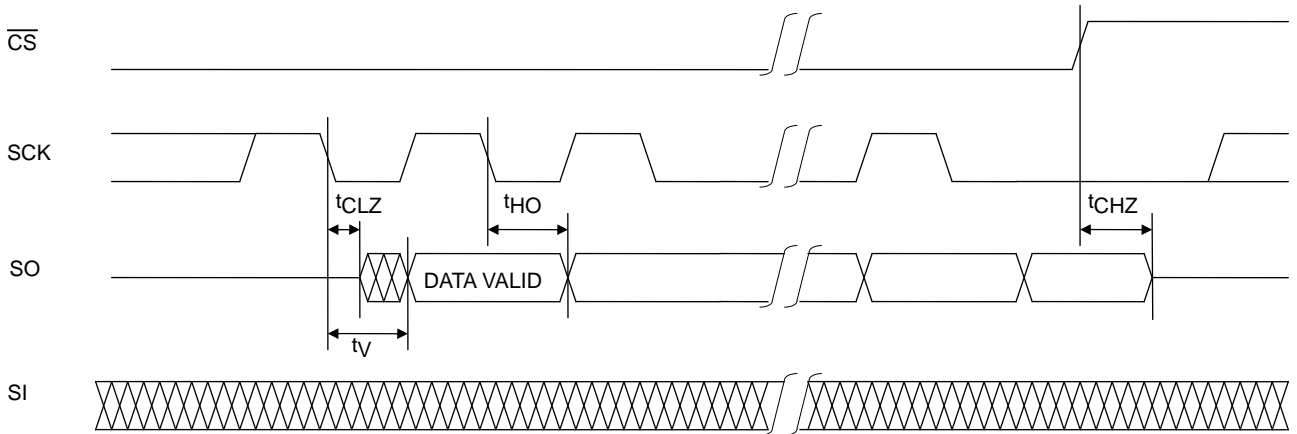 CS
SCK
tCLZ
tHO
tCHZ
SO
DATA VALID
tV
SI